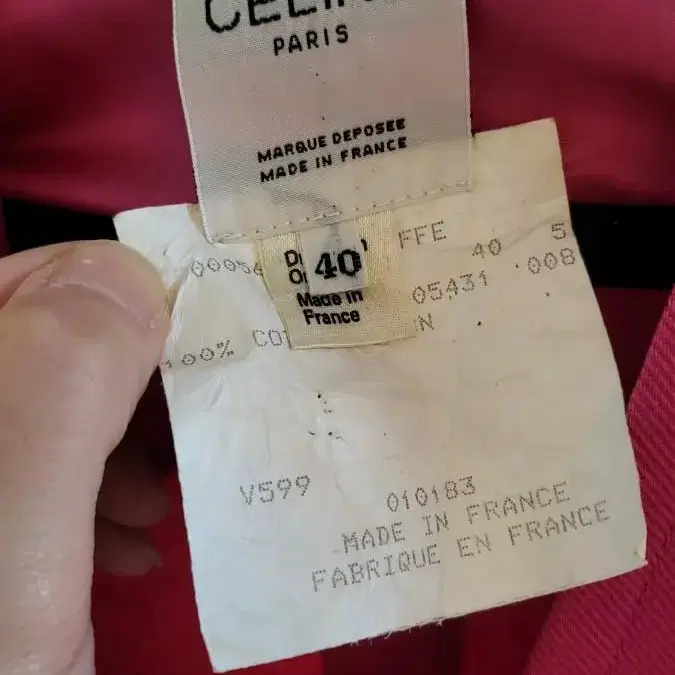 PARIS
MARQUE DEPOSEE
MADE IN FRANCE
40
Made in
France
FFE 40 5
05431 008
100%
V599 010183
MADE IN FRANCE
FABRIQUE EN FRANCE